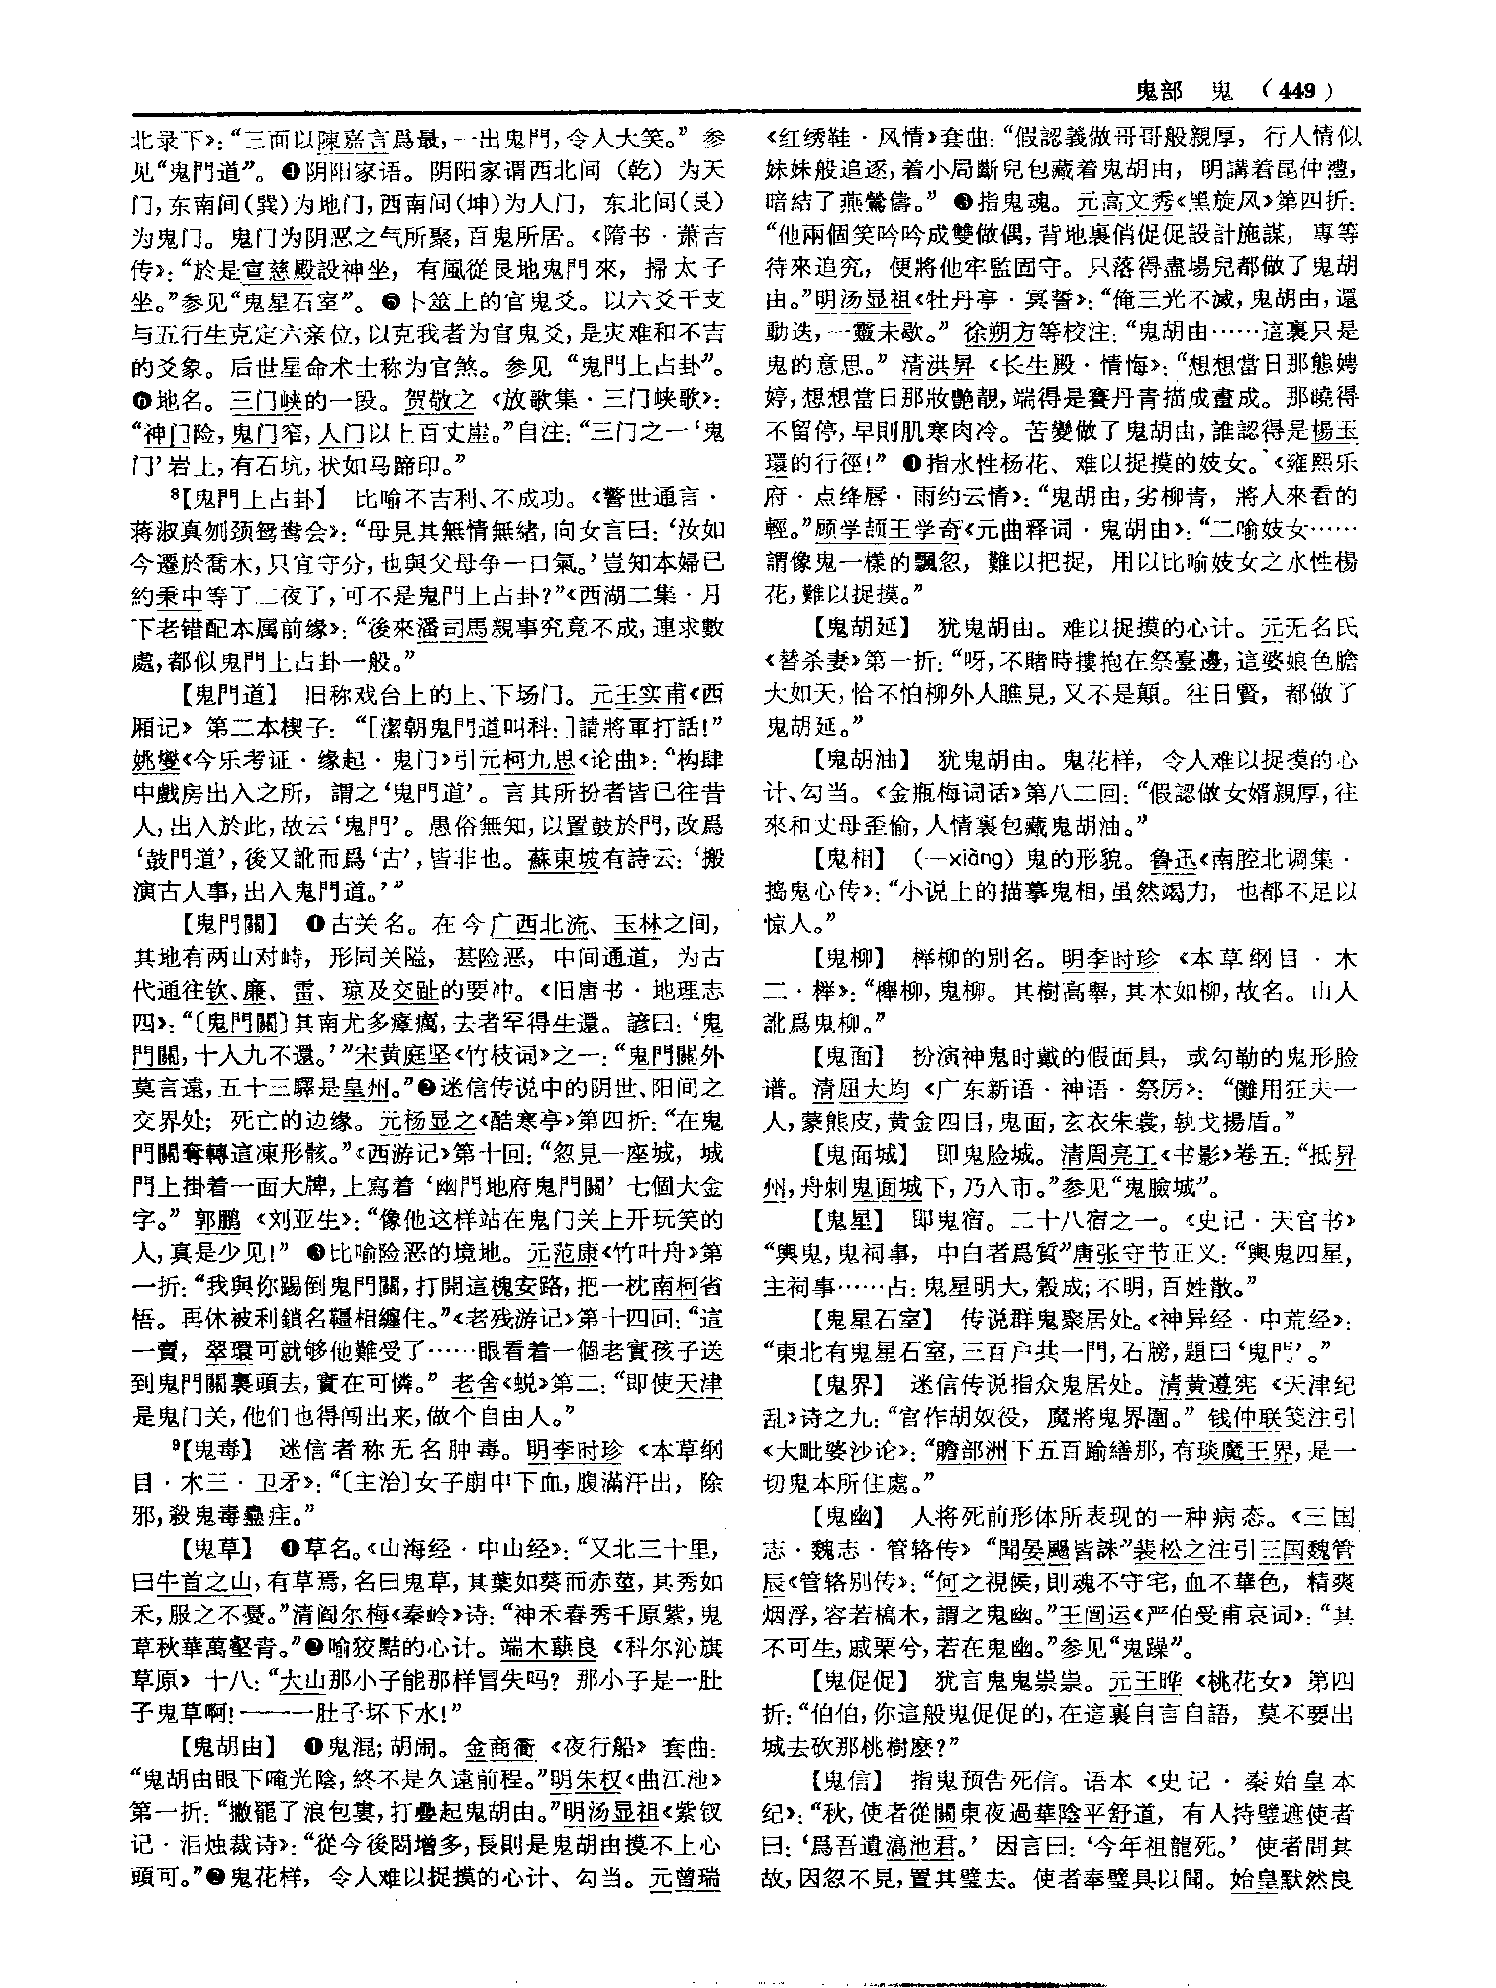 鬼部　鬼　（449）
北录下》：“三面以陳嘉言爲最，一出鬼門，令人大笑。”参
见“鬼門道”。❹阴阳家语。阴阳家谓西北间（乾）为天
门，东南间（巽）为地门，西南间（坤）为人门，东北间（艮）
为鬼门。鬼门为阴恶之气所聚，百鬼所居。《隋书·萧吉
传》：“於是宣慈殿設神坐，有風從艮地鬼門來，掃太子
坐。”参见“鬼星石室”。❺卜筮上的官鬼爻。以六爻干支
与五行生克定六亲位，以克我者为官鬼爻，是灾难和不吉
的爻象。后世星命术士称为官煞。参见“鬼門上占卦”。
❻地名。三门峡的一段。贺敬之《放歌集·三门峡歌》：
“神门险，鬼门窄，人门以上百丈崖。”自注：“三门之一‘鬼
门’岩上，有石坑，状如马蹄印。”
⁸【鬼門上占卦】　比喻不吉利、不成功。《警世通言·
蒋淑真刎颈鸳鸯会》：“母見其無情無緒，向女言曰：‘汝如
今遷於喬木，只宜守分，也與父母争一口氣。’豈知本婦已
約秉中等了二夜了，可不是鬼門上占卦？”《西湖二集·月
下老错配本属前缘》：“後來潘司馬親事究竟不成，連求數
處，都似鬼門上占卦一般。”
【鬼門道】　旧称戏台上的上、下场门。元王实甫《西
厢记》第二本楔子：“［潔朝鬼門道叫科：］請將軍打話！”
姚燮《今乐考证·缘起·鬼门》引元柯九思《论曲》：“构肆
中戲房出入之所，謂之‘鬼門道’。言其所扮者皆已往昔
人，出入於此，故云‘鬼門’。愚俗無知，以置鼓於門，改爲
‘鼓門道’，後又訛而爲‘古’，皆非也。蘇東坡有詩云：‘搬
演古人事，出入鬼門道。’”
【鬼門關】　❶古关名。在今广西北流、玉林之间，
其地有两山对峙，形同关隘，甚险恶，中间通道，为古
代通往钦、廉、雷、琼及交趾的要冲。《旧唐书·地理志
四》：“〔鬼門關〕其南尤多瘴癘，去者罕得生還。諺曰：‘鬼
門關，十人九不還。’”宋黄庭坚《竹枝词》之一：“鬼門關外
莫言遠，五十三驛是皇州。”❷迷信传说中的阴世、阳间之
交界处；死亡的边缘。元杨显之《酷寒亭》第四折：“在鬼
門關奪轉這凍形骸。”《西游记》第十回：“忽見一座城，城
門上掛着一面大牌，上寫着‘幽門地府鬼門關’七個大金
字。”郭鹏《刘亚生》：“像他这样站在鬼门关上开玩笑的
人，真是少见！”❸比喻险恶的境地。元范康《竹叶舟》第
一折：“我與你踢倒鬼門關，打開這槐安路，把一枕南柯省
悟。再休被利鎖名韁相纏住。”《老残游记》第十四回：“這
一賣，翠環可就够他難受了……眼看着一個老實孩子送
到鬼門關裏頭去，實在可憐。”老舍《蜕》第二：“即使天津
是鬼门关，他们也得闯出来，做个自由人。”
⁹【鬼毒】　迷信者称无名肿毒。明李时珍《本草纲
目·木三·卫矛》：“〔主治〕女子崩中下血，腹滿汗出，除
邪，殺鬼毒蠱疰。”
【鬼草】　❶草名。《山海经·中山经》：“又北三十里，
曰牛首之山，有草焉，名曰鬼草，其葉如葵而赤莖，其秀如
禾，服之不憂。”清阎尔梅《秦岭》诗：“神禾春秀千原紫，鬼
草秋華萬壑青。”❷喻狡黠的心计。端木蕻良《科尔沁旗
草原》十八：“大山那小子能那样冒失吗？那小子是一肚
子鬼草啊！——一肚子坏下水！”
【鬼胡由】　❶鬼混；胡闹。金商衟《夜行船》套曲：
“鬼胡由眼下唵光陰，終不是久遠前程。”明朱权《曲江池》
第一折：“撇罷了浪包婁，打疊起鬼胡由。”明汤显祖《紫钗
记·泪烛裁诗》：“從今後悶增多，長則是鬼胡由摸不上心
頭可。”❷鬼花样，令人难以捉摸的心计、勾当。元曾瑞
《红绣鞋·风情》套曲：“假認義做哥哥般親厚，行人情似
妹妹般追逐，着小局斷兒包藏着鬼胡由，明講着昆仲禮，
暗結了燕鶯儔。”❸指鬼魂。元高文秀《黑旋风》第四折：
“他兩個笑吟吟成雙做偶，背地裏俏促促設計施謀，專等
待來追究，便將他牢監固守。只落得盡場兒都做了鬼胡
由。”明汤显祖《牡丹亭·冥誓》：“俺三光不滅，鬼胡由，還
動迭，一靈未歇。”徐朔方等校注：“鬼胡由……這裏只是
鬼的意思。”清洪昇《长生殿·情悔》：“想想當日那態娉
婷，想想當日那妝艷靚，端得是賽丹青描成畫成。那曉得
不留停，早則肌寒肉冷。苦變做了鬼胡由，誰認得是楊玉
環的行徑！”❹指水性杨花、难以捉摸的妓女。《雍熙乐
府·点绛唇·雨约云情》：“鬼胡由，劣柳青，將人來看的
輕。”顾学颉王学奇《元曲释词·鬼胡由》：“二喻妓女……
謂像鬼一樣的飄忽，難以把捉，用以比喻妓女之水性楊
花，難以捉摸。”
【鬼胡延】　犹鬼胡由。难以捉摸的心计。元无名氏
《替杀妻》第一折：“呀，不賭時摟抱在祭臺邊，這婆娘色膽
大如天，恰不怕柳外人瞧見，又不是顛。往日賢，都做了
鬼胡延。”
【鬼胡油】　犹鬼胡由。鬼花样，令人难以捉摸的心
计、勾当。《金瓶梅词话》第八二回：“假認做女婿親厚，往
來和丈母歪偷，人情裏包藏鬼胡油。”
【鬼相】　（—xiàng）鬼的形貌。鲁迅《南腔北调集·
捣鬼心传》：“小说上的描摹鬼相，虽然竭力，也都不足以
惊人。”
【鬼柳】　榉柳的别名。明李时珍《本草纲目·木
二·榉》：“櫸柳，鬼柳。其樹高舉，其木如柳，故名。山人
訛爲鬼柳。”
【鬼面】　扮演神鬼时戴的假面具，或勾勒的鬼形脸
谱。清屈大均《广东新语·神语·祭厉》：“儺用狂夫一
人，蒙熊皮，黄金四目，鬼面，玄衣朱裳，執戈揚盾。”
【鬼面城】　即鬼脸城。清周亮工《书影》卷五：“抵昇
州，舟刺鬼面城下，乃入市。”参见“鬼臉城”。
【鬼星】　即鬼宿。二十八宿之一。《史记·天官书》
“輿鬼，鬼祠事，中白者爲質”唐张守节正义：“輿鬼四星，
主祠事……占：鬼星明大，穀成；不明，百姓散。”
【鬼星石室】　传说群鬼聚居处。《神异经·中荒经》：
“東北有鬼星石室，三百户共一門，石牓，題曰‘鬼門’。”
【鬼界】　迷信传说指众鬼居处。清黄遵宪《天津纪
乱》诗之九：“官作胡奴役，魔將鬼界圍。”钱仲联笺注引
《大毗婆沙论》：“贍部洲下五百踰繕那，有琰魔王界，是一
切鬼本所住處。”
【鬼幽】　人将死前形体所表现的一种病态。《三国
志·魏志·管辂传》“聞晏颺皆誅”裴松之注引三国魏管
辰《管辂别传》：“何之視候，則魂不守宅，血不華色，精爽
烟浮，容若槁木，謂之鬼幽。”王闿运《严伯受甫哀词》：“其
不可生，戚栗兮，若在鬼幽。”参见“鬼躁”。
【鬼促促】　犹言鬼鬼祟祟。元王晔《桃花女》第四
折：“伯伯，你這般鬼促促的，在這裏自言自語，莫不要出
城去砍那桃樹麽？”
【鬼信】　指鬼预告死信。语本《史记·秦始皇本
纪》：“秋，使者從關東夜過華陰平舒道，有人持璧遮使者
曰：‘爲吾遺滈池君。’因言曰：‘今年祖龍死。’使者問其
故，因忽不見，置其璧去。使者奉璧具以聞。始皇默然良